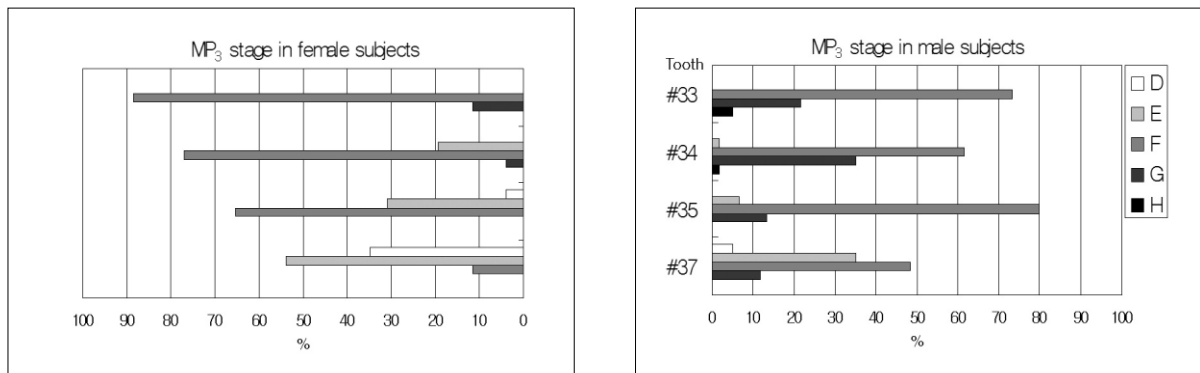 MP₃ stage in female subjects
100 90 80 70 60 50 40 30 20 10 0
%
MP₃ stage in male subjects
Tooth
#33
#34
#35
#37
0 10 20 30 40 50 60 70 80 90 100
%
D
E
F
G
H